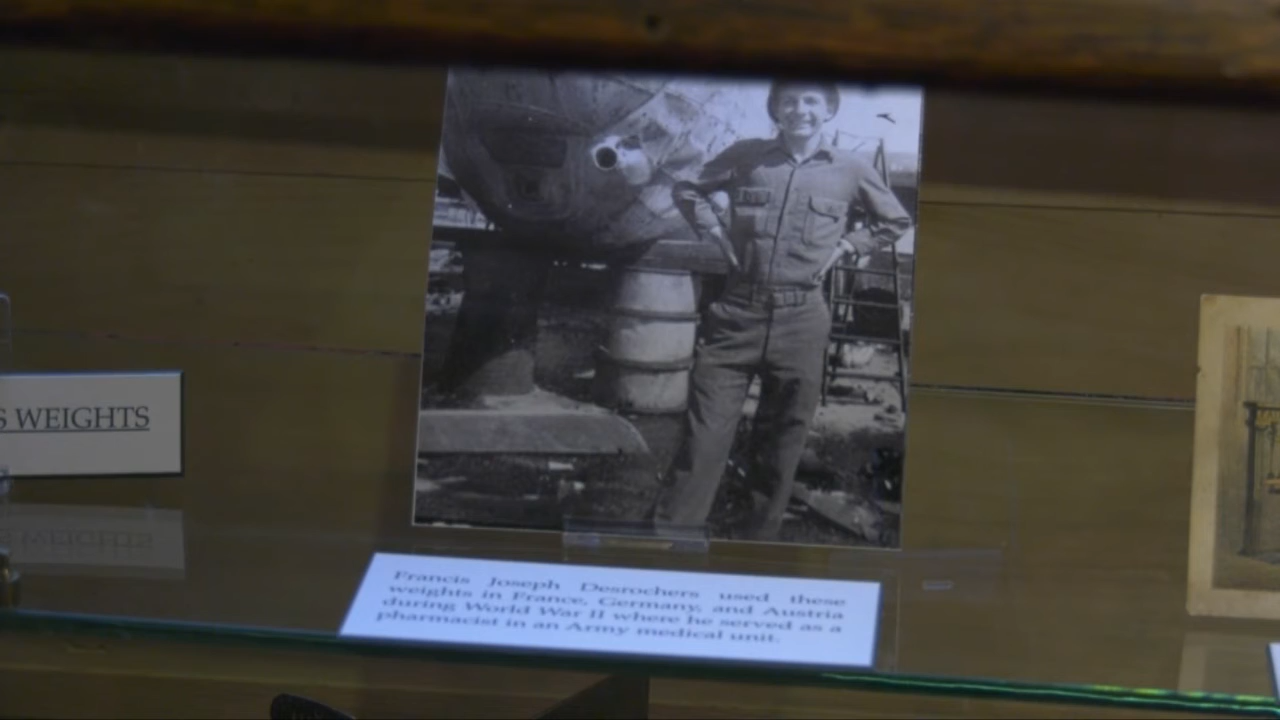 S WEIGHTS
Francis Joseph Desrochers used these
weights in France, Germany, and Austria
during World War II where he served as a
pharmacist in an Army medical unit.